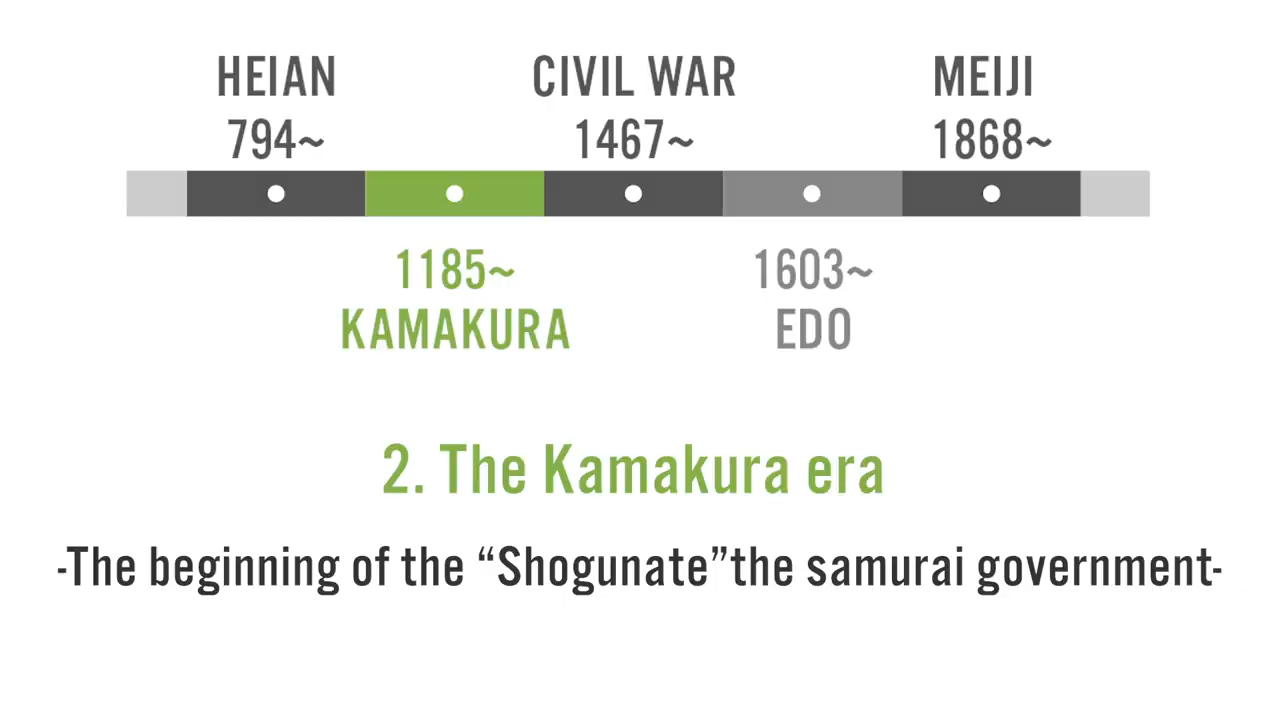 HEIAN
794~
CIVIL WAR
1467~
MEIJI
1868~
1185~
KAMAKURA
1603~
EDO
2. The Kamakura era
-The beginning of the “Shogunate”the samurai government-